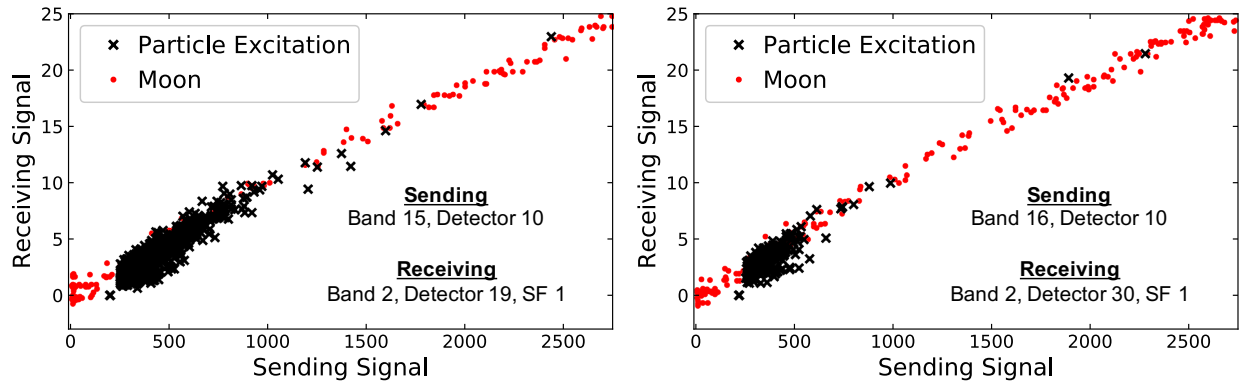 25
20
15
10
5
0
Receiving Signal
Particle Excitation
Moon
Sending
Band 15, Detector 10
Receiving
Band 2, Detector 19, SF 1
0 500 1000 1500 2000 2500
Sending Signal
25
20
15
10
5
0
Receiving Signal
Particle Excitation
Moon
Sending
Band 16, Detector 10
Receiving
Band 2, Detector 30, SF 1
0 500 1000 1500 2000 2500
Sending Signal